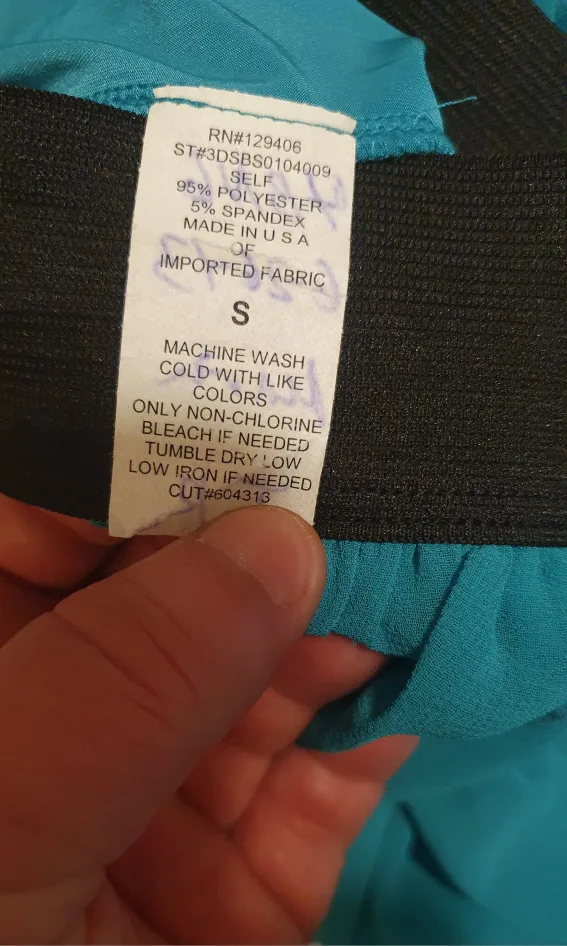 RN#129406
ST#3DSBS0104009
SELF
95% POLYESTER
5% SPANDEX
MADE IN U S A
OF
IMPORTED FABRIC
S
MACHINE WASH
COLD WITH LIKE
COLORS
ONLY NON-CHLORINE
BLEACH IF NEEDED
TUMBLE DRY LOW
LOW IRON IF NEEDED
CUT#604313